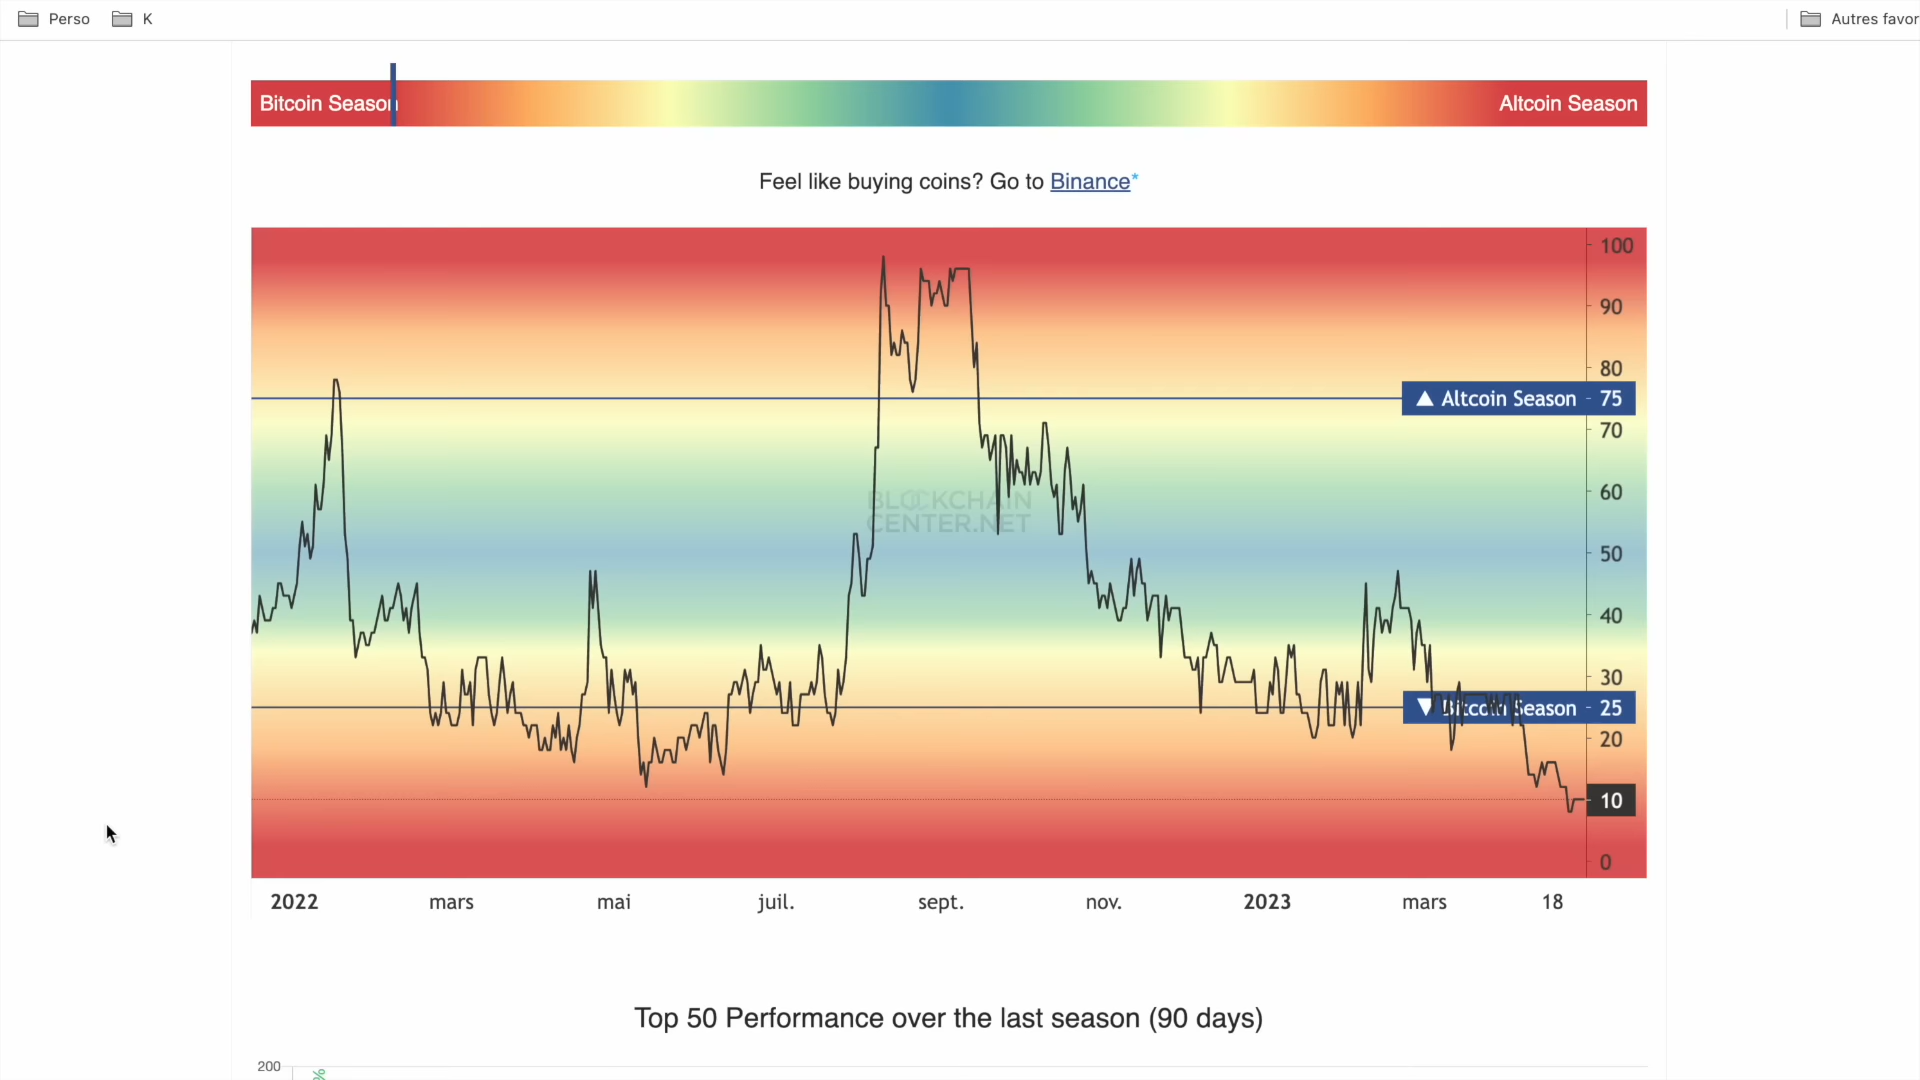 Perso
K
Autres favor
Bitcoin Season
Altcoin Season
Feel like buying coins? Go to Binance*
100
90
80
▲ Altcoin Season 75
70
BLOCKCHAIN
CENTER.NET
60
50
40
30
▼ Bitcoin Season 25
20
10
0
2022 mars mai juil. sept. nov. 2023 mars 18
Top 50 Performance over the last season (90 days)
200
%